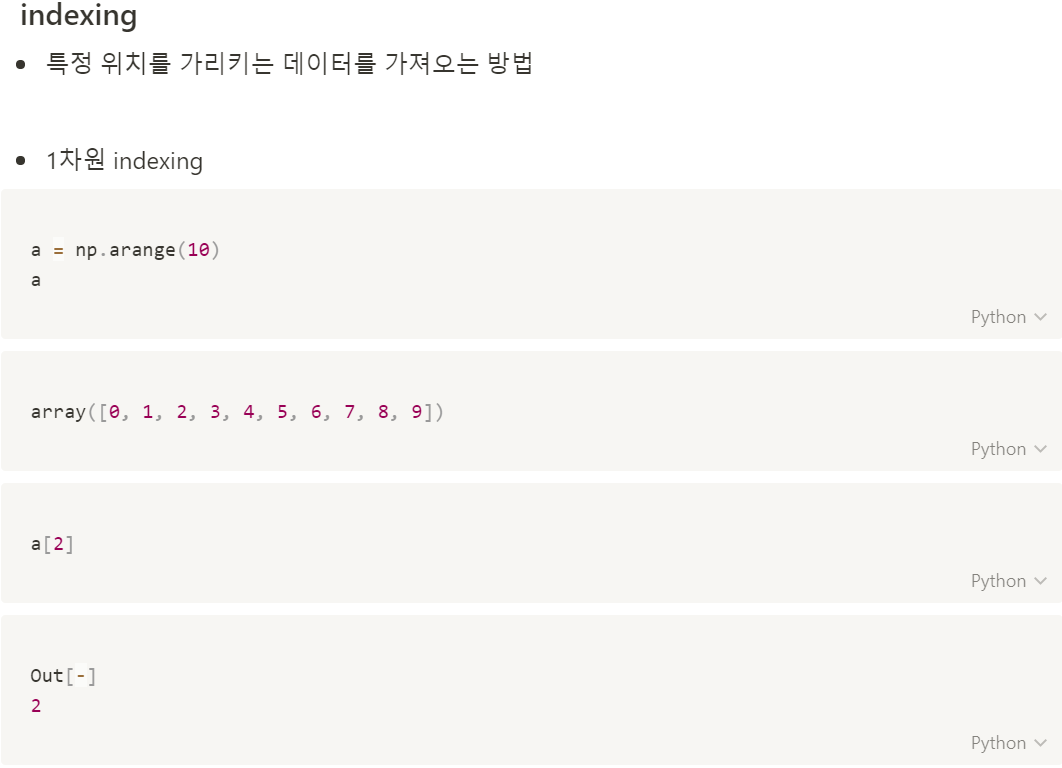 indexing
• 특정 위치를 가리키는 데이터를 가져오는 방법
• 1차원 indexing
a = np.arange(10)
a
Python
array([0, 1, 2, 3, 4, 5, 6, 7, 8, 9])
Python
a[2]
Python
Out[-]
2
Python